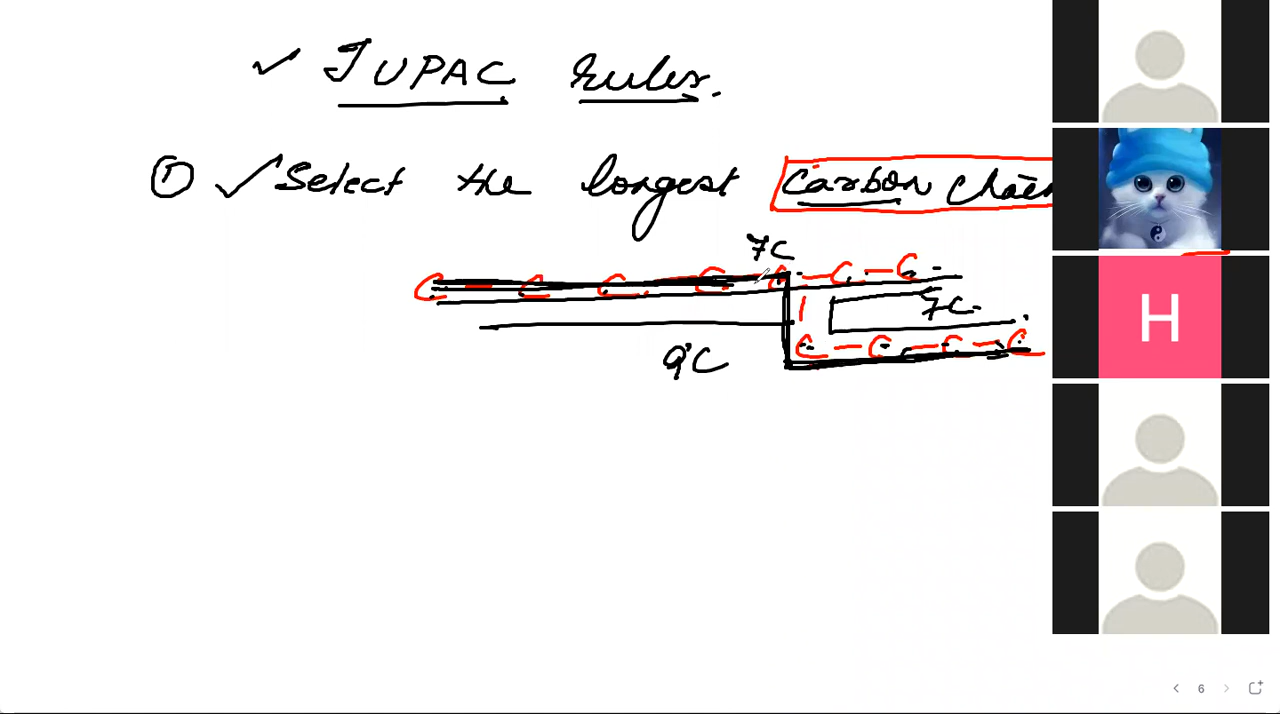 ✓ IUPAC rules.
① ✓ Select the longest carbon chain
7C
C - C C C C - C - C
7C
C - C - C - C
9C
H
6